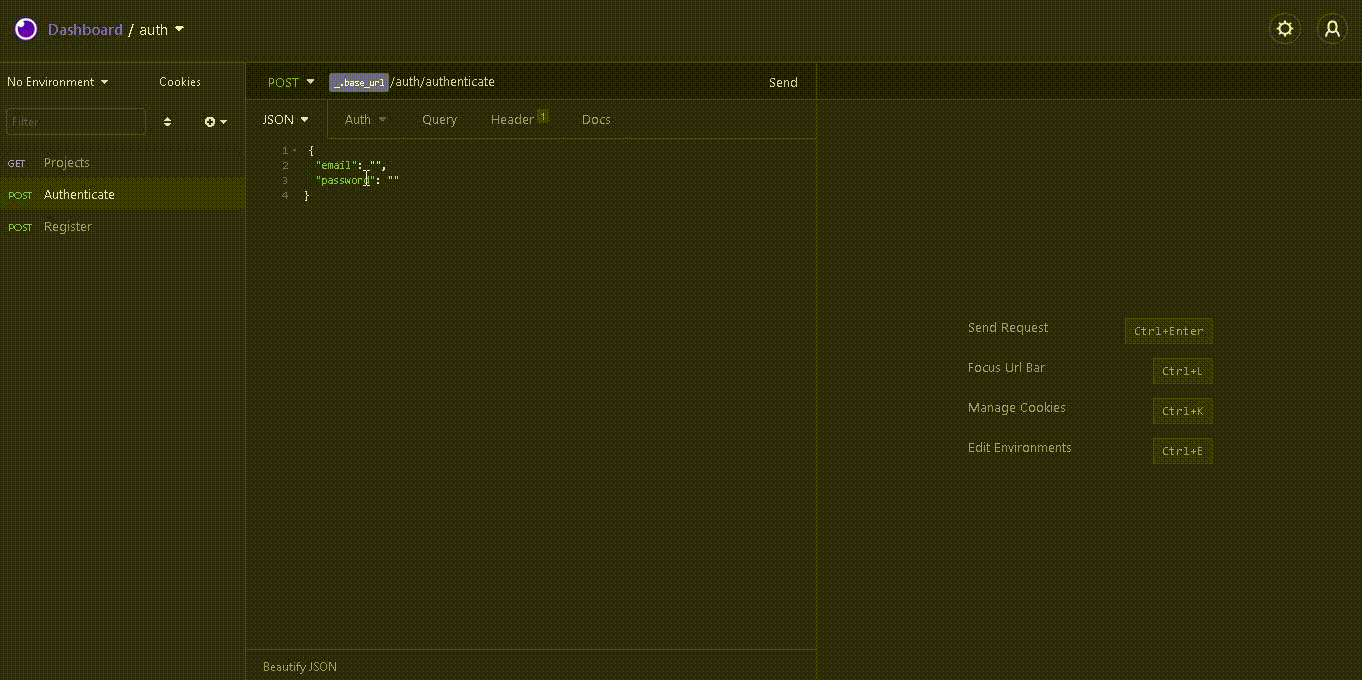 Dashboard / auth
No Environment
Cookies
Filter
GET Projects
POST Authenticate
POST Register
POST _.base_url/auth/authenticate Send
JSON Auth Query Header 1 Docs
1 {
2 "email": "",
3 "password": ""
4 }
Send Request Ctrl+Enter
Focus Url Bar Ctrl+L
Manage Cookies Ctrl+K
Edit Environments Ctrl+E
Beautify JSON